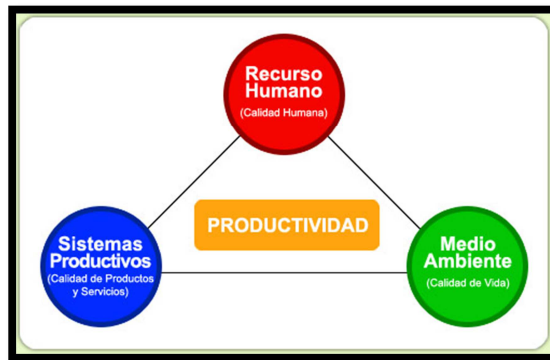 Recurso
Humano
(Calidad Humana)
PRODUCTIVIDAD
Sistemas
Productivos
(Calidad de Productos
y Servicios)
Medio
Ambiente
(Calidad de Vida)